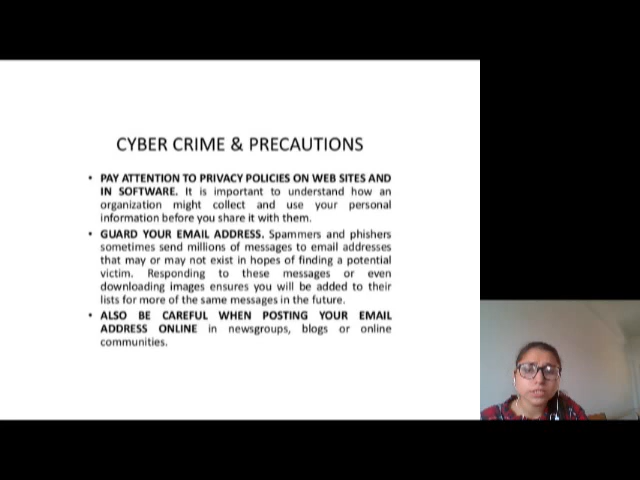 CYBER CRIME & PRECAUTIONS
• PAY ATTENTION TO PRIVACY POLICIES ON WEB SITES AND
IN SOFTWARE. It is important to understand how an
organization might collect and use your personal
information before you share it with them.
• GUARD YOUR EMAIL ADDRESS. Spammers and phishers
sometimes send millions of messages to email addresses
that may or may not exist in hopes of finding a potential
victim. Responding to these messages or even
downloading images ensures you will be added to their
lists for more of the same messages in the future.
• ALSO BE CAREFUL WHEN POSTING YOUR EMAIL
ADDRESS ONLINE in newsgroups, blogs or online
communities.